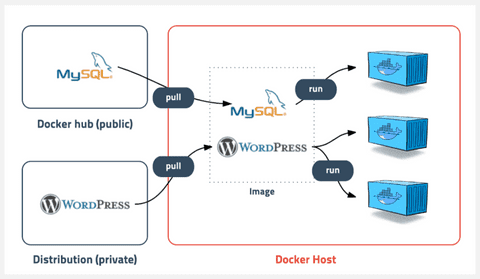 MySQL®
Docker hub (public)
pull
MySQL®
run
pull
WORDPRESS
run
Image
WORDPRESS
Distribution (private)
Docker Host